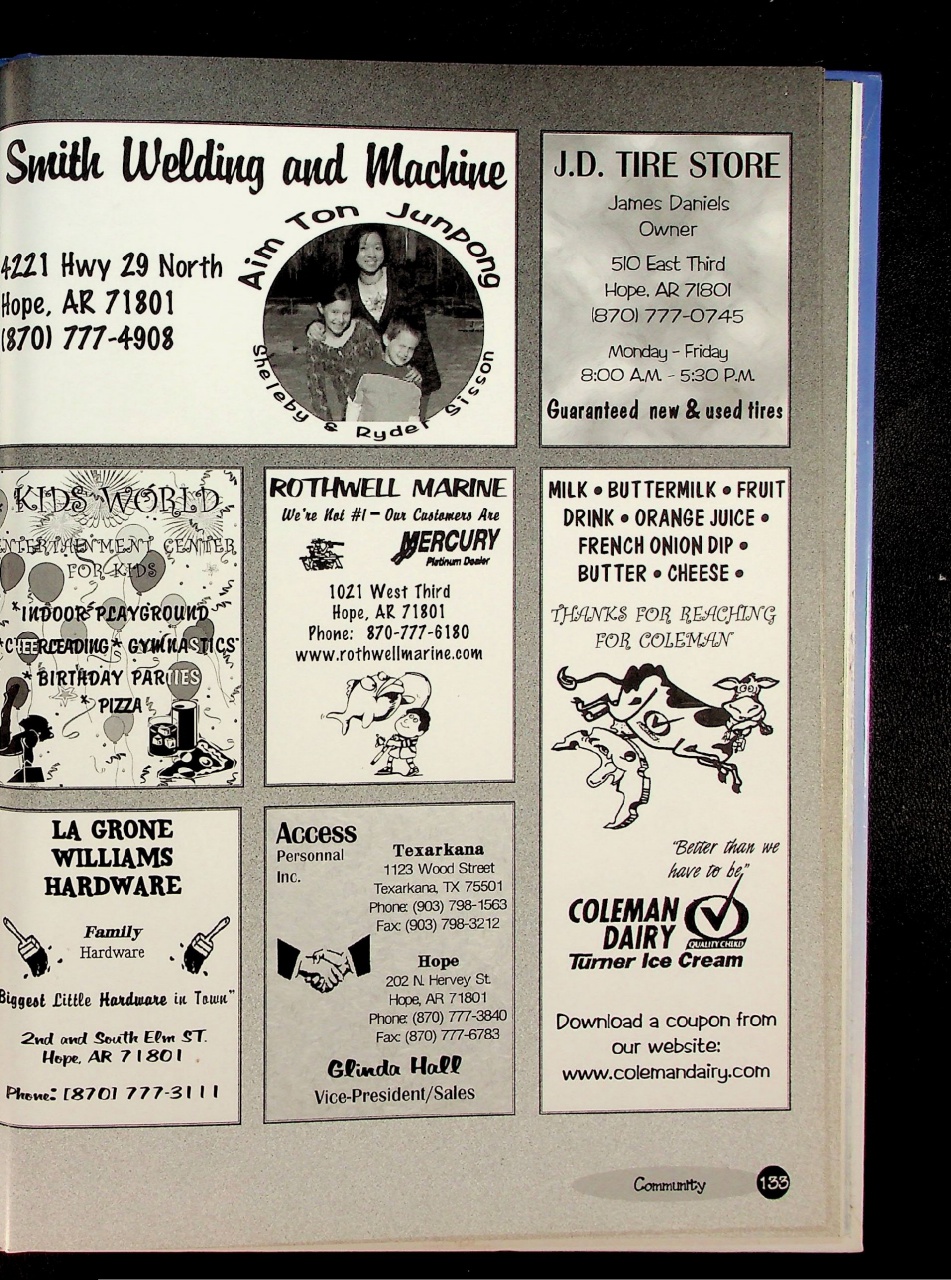 Smith Welding and Machine
4221 Hwy 29 North
Hope, AR 71801
(870) 777-4908
Aim Ton Junpong
Sheleby & Ryder Sisson
J.D. TIRE STORE
James Daniels
Owner
510 East Third
Hope, AR 71801
(870) 777-0745
Monday - Friday
8:00 A.M. - 5:30 P.M.
Guaranteed new & used tires
KIDS WORLD
ENTERTAINMENT CENTER
FOR KIDS
*INDOOR PLAYGROUND
*CHEERLEADING* GYMNASTICS
* BIRTHDAY PARTIES
* PIZZA
ROTHWELL MARINE
We're Not #1 - Our Customers Are
MERCURY
Platinum Dealer
1021 West Third
Hope, AR 71801
Phone: 870-777-6180
www.rothwellmarine.com
MILK • BUTTERMILK • FRUIT
DRINK • ORANGE JUICE •
FRENCH ONION DIP •
BUTTER • CHEESE •
THANKS FOR REACHING
FOR COLEMAN
"Better than we
have to be"
COLEMAN
DAIRY
QUALITY CHEKD
Turner Ice Cream
Download a coupon from
our website:
www.colemandairy.com
LA GRONE
WILLIAMS
HARDWARE
Family
Hardware
Biggest Little Hardware in Town"
2nd and South Elm ST.
Hope, AR 71801
Phone: (870) 777-3111
Access
Personnal
Inc.
Texarkana
1123 Wood Street
Texarkana, TX 75501
Phone: (903) 798-1563
Fax: (903) 798-3212
Hope
202 N. Hervey St.
Hope, AR 71801
Phone: (870) 777-3840
Fax: (870) 777-6783
Glinda Hall
Vice-President/Sales
Community 133